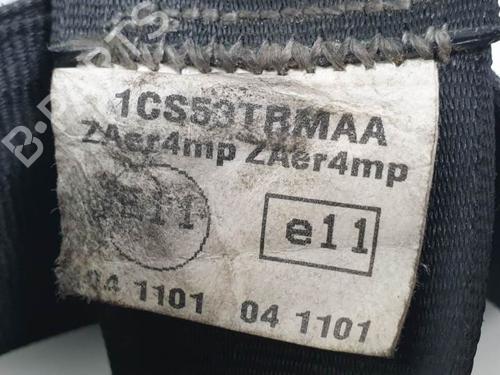 B-PARTS
1CS53TRMAA
ZAer4mp ZAer4mp
e11 e11
04 1101 04 1101